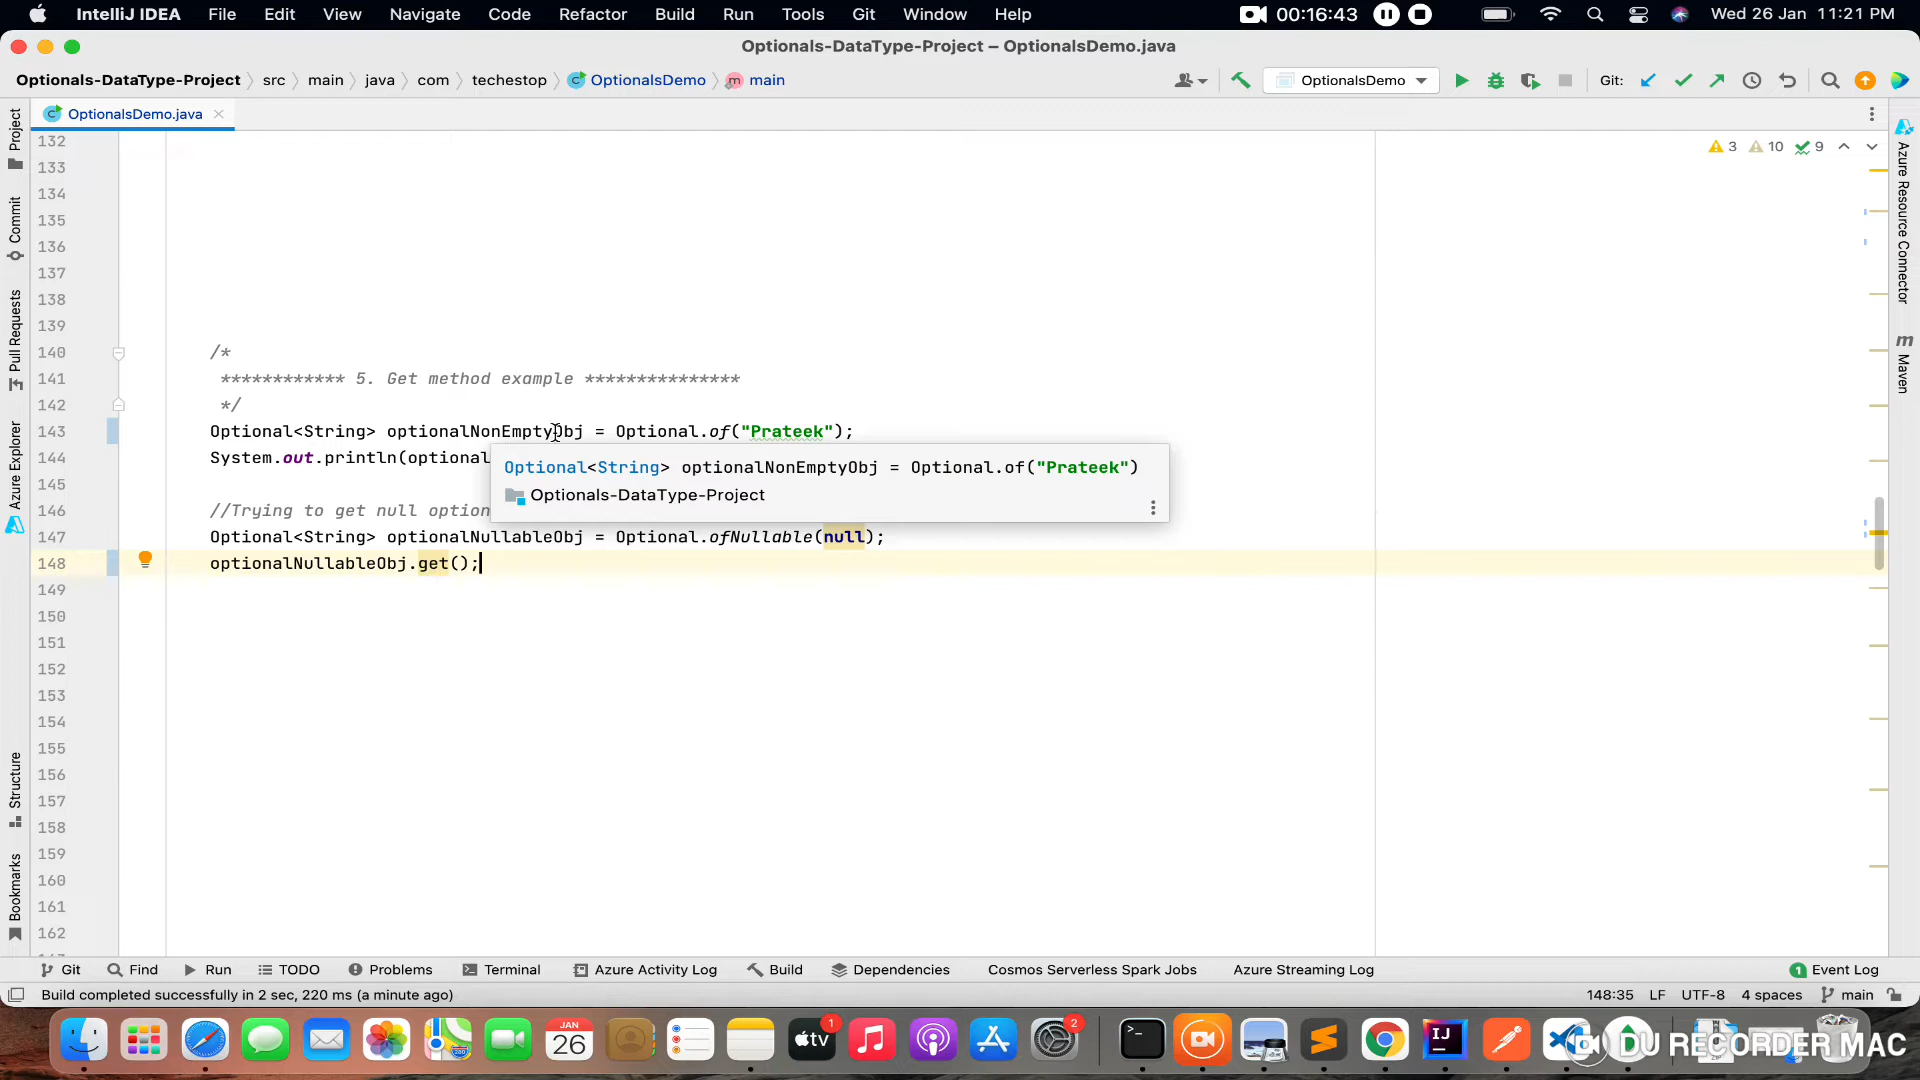 IntelliJ IDEA File Edit View Navigate Code Refactor Build Run Tools Git Window Help 00:16:43 Wed 26 Jan 11:21 PM
Optionals-DataType-Project – OptionalsDemo.java
Optionals-DataType-Project src main java com techestop OptionalsDemo main OptionalsDemo Git:
OptionalsDemo.java
3 10 9
132
133
134
135
136
137
138
139
140 /*
141 ************ 5. Get method example ***************
142 */
143 Optional<String> optionalNonEmptyObj = Optional.of("Prateek");
144 System.out.println(optional
Optional<String> optionalNonEmptyObj = Optional.of("Prateek")
145
Optionals-DataType-Project
146 //Trying to get null option
147 Optional<String> optionalNullableObj = Optional.ofNullable(null);
148 optionalNullableObj.get();
149
150
151
152
153
154
155
156
157
158
159
160
161
162
Project
Commit
Pull Requests
Azure Explorer
Structure
Bookmarks
Azure Resource Connector
m
Maven
Git Find Run TODO Problems Terminal Azure Activity Log Build Dependencies Cosmos Serverless Spark Jobs Azure Streaming Log 1 Event Log
Build completed successfully in 2 sec, 220 ms (a minute ago) 148:35 LF UTF-8 4 spaces main
JAN
26
tv
1
2
IJ
DU RECORDER MAC